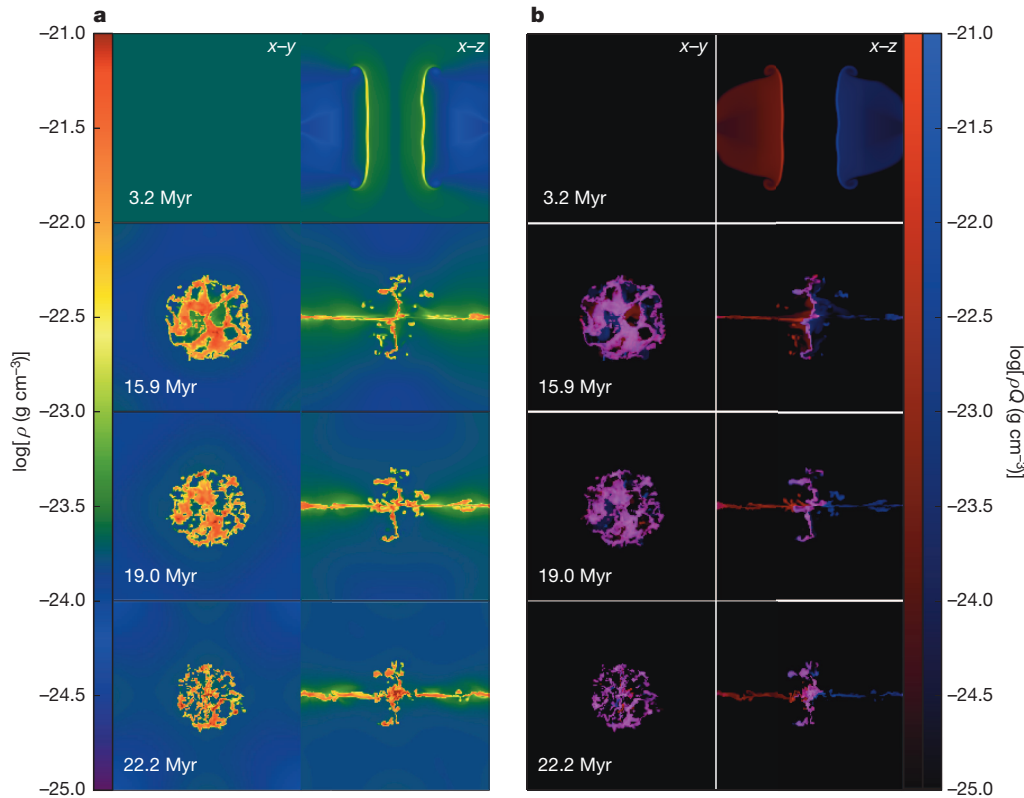 a
b
x–y
x–z
x–y
x–z
3.2 Myr
3.2 Myr
15.9 Myr
15.9 Myr
19.0 Myr
19.0 Myr
22.2 Myr
22.2 Myr
–21.0
–21.5
–22.0
–22.5
–23.0
–23.5
–24.0
–24.5
–25.0
log[ρ (g cm⁻³)]
–21.0
–21.5
–22.0
–22.5
–23.0
–23.5
–24.0
–24.5
–25.0
log[ρQ (g cm⁻³)]